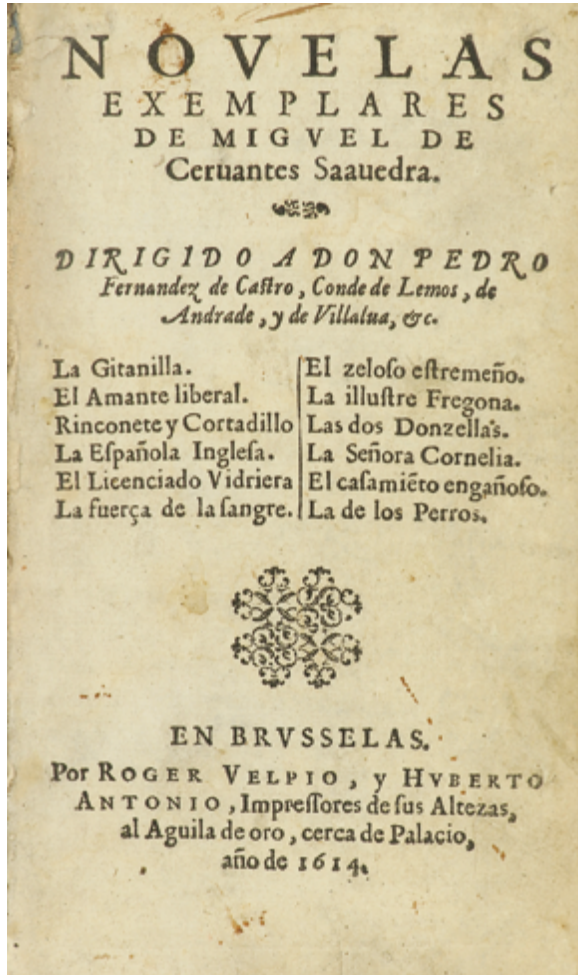 NOVELAS
EXEMPLARES
DE MIGVEL DE
Ceruantes Saauedra.
DIRIGIDO A DON PEDRO
Fernandez de Caſtro, Conde de Lemos, de
Andrade, y de Villalua, &c.
La Gitanilla.
El Amante liberal.
Rinconete y Cortadillo
La Eſpañola Ingleſa.
El Licenciado Vidriera
La fuerça de la ſangre.
El zeloſo eſtremeño.
La illuſtre Fregona.
Las dos Donzellas.
La Señora Cornelia.
El caſamiẽto engañoſo.
La de los Perros.
EN BRVSSELAS.
Por ROGER VELPIO, y HVBERTO
ANTONIO, Impreſſores de ſus Altezas,
al Aguila de oro, cerca de Palacio,
año de 1614.